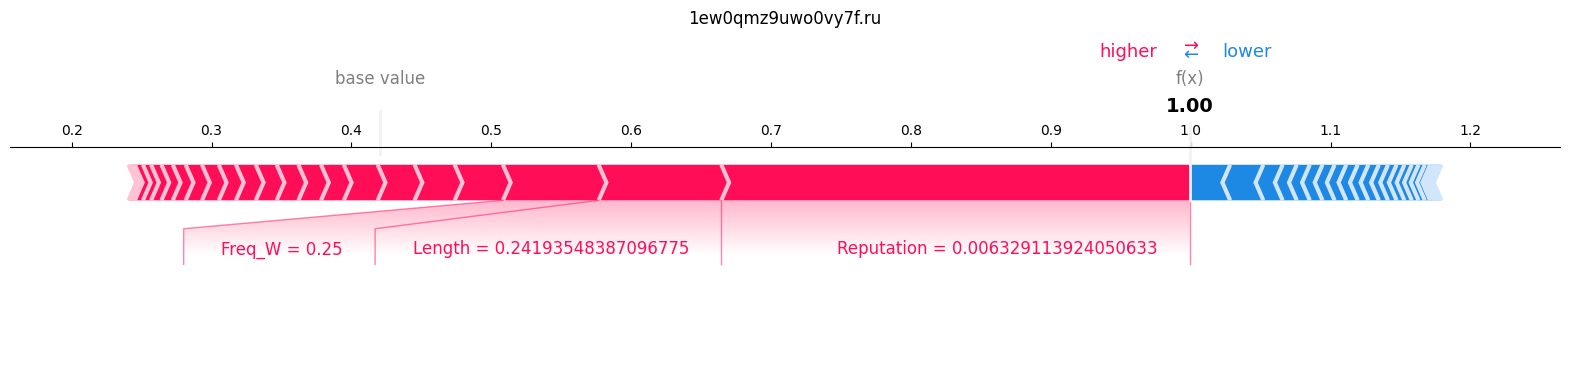 1ew0qmz9uwo0vy7f.ru
higher ⇄ lower
base value f(x)
1.00
0.2 0.3 0.4 0.5 0.6 0.7 0.8 0.9 1.0 1.1 1.2
Freq_W = 0.25 Length = 0.24193548387096775 Reputation = 0.006329113924050633